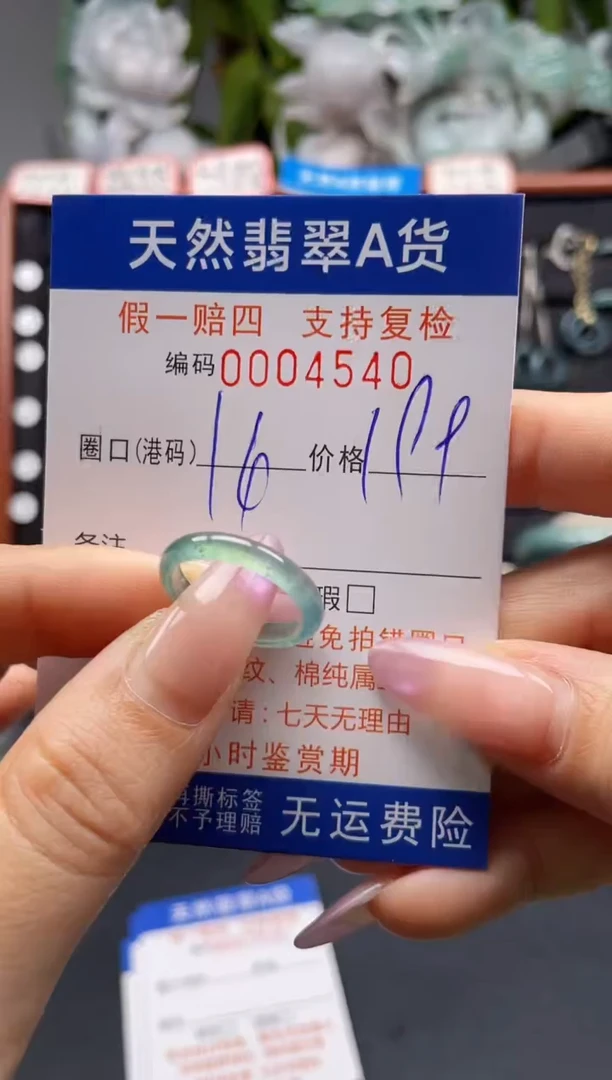 天然翡翠A货
假一赔四 支持复检
编码0004540
圈口(港码) 16 价格 199
备注
瑕□
免拍错圈口
纹、棉纯属
请:七天无理由
小时鉴赏期
再撕标签
不予理赔
无运费险